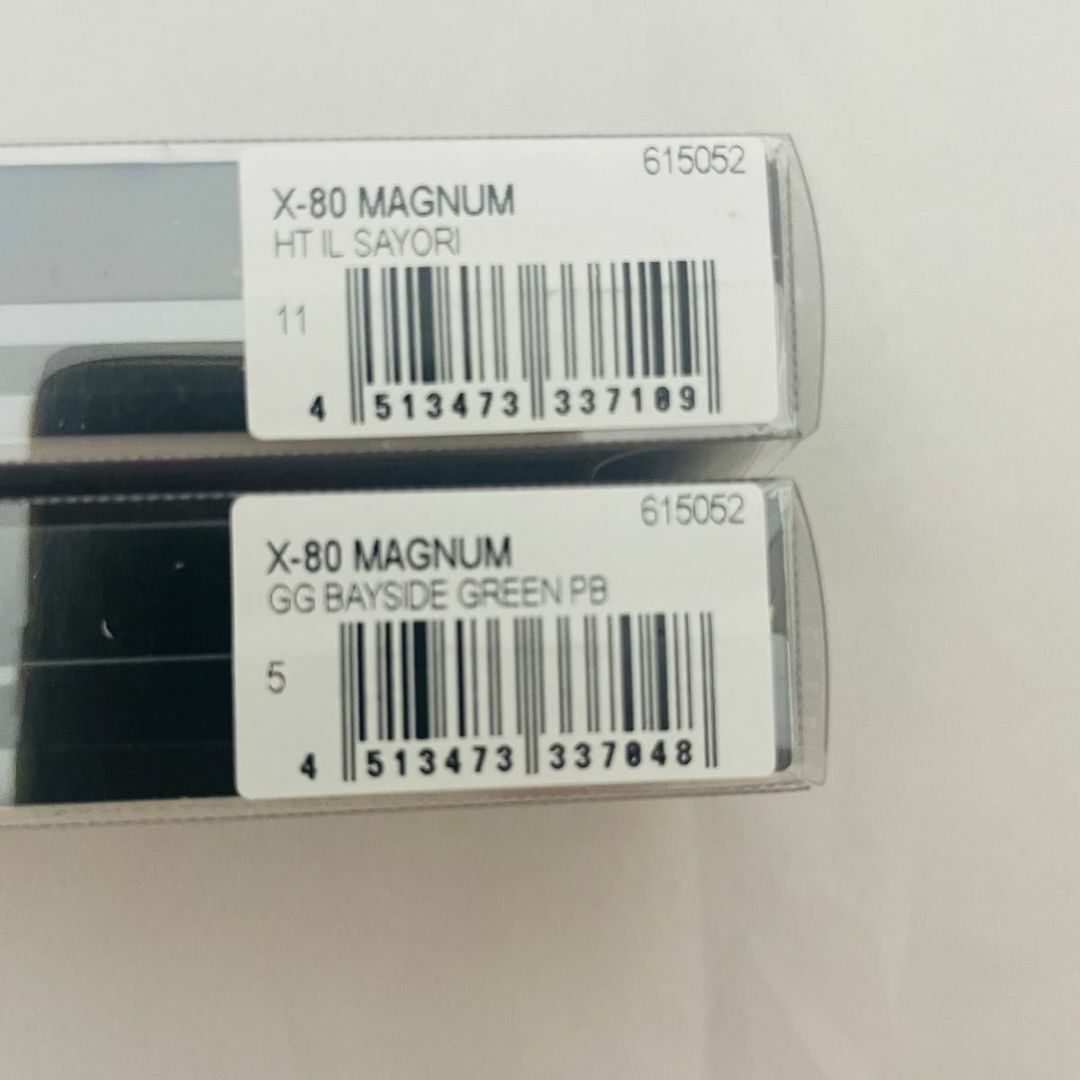 615052
X-80 MAGNUM
HT IL SAYORI
11
4 513473 337109
615052
X-80 MAGNUM
GG BAYSIDE GREEN PB
5
4 513473 337048